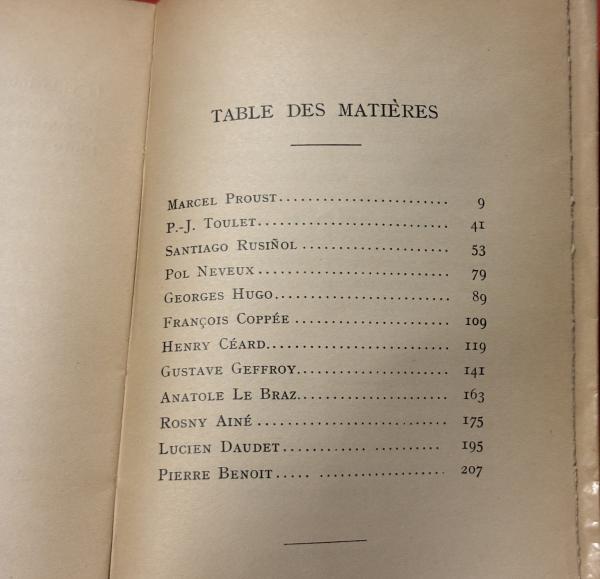 TABLE DES MATIÈRES
MARCEL PROUST........................ 9
P.-J. TOULET........................... 41
SANTIAGO RUSIÑOL.................... 53
POL NEVEUX.......................... 79
GEORGES HUGO........................ 89
FRANÇOIS COPPÉE..................... 109
HENRY CÉARD......................... 119
GUSTAVE GEFFROY..................... 141
ANATOLE LE BRAZ..................... 163
ROSNY AINÉ.......................... 175
LUCIEN DAUDET............ ......... 195
PIERRE BENOIT..... ................. 207